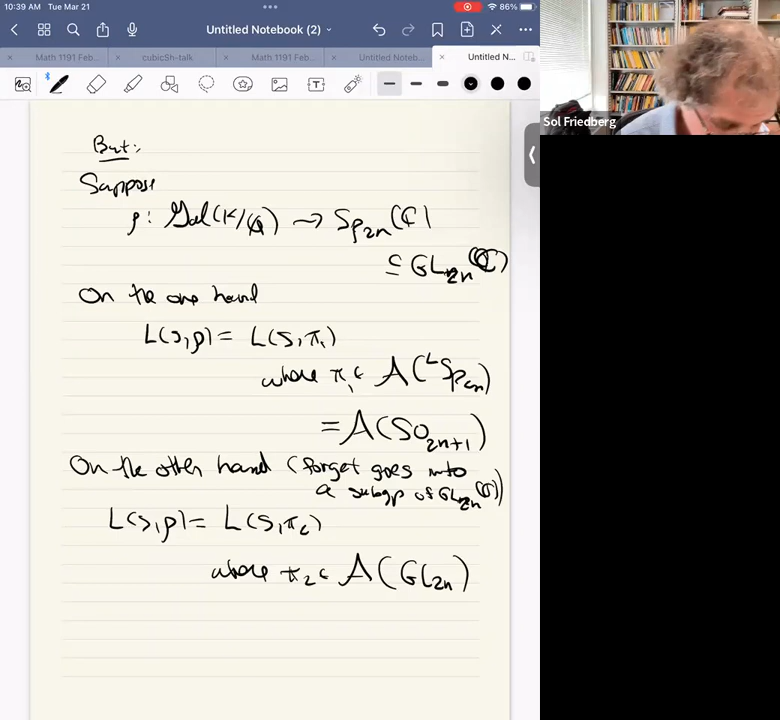 10:39 AM Tue Mar 21
86%
Untitled Notebook (2)
Math 1191 Feb...
cubicSh-talk
Math 1191 Feb...
Untitled Noteb...
Untitled N...
Sol Friedberg
But:
Suppose
ρ: Gal(K/Q) → Sp₂ₙ(ℂ)
⊆ GL₂ₙ(ℂ)
On the one hand
L(s,ρ) = L(s,π₁)
where π₁ ∈ A(ᴸSp₂ₙ)
= A(SO₂ₙ₊₁)
On the other hand (forget goes into
a subgp of GL₂ₙ(ℂ))
L(s,ρ) = L(s,π₂)
where π₂ ∈ A(GL₂ₙ)